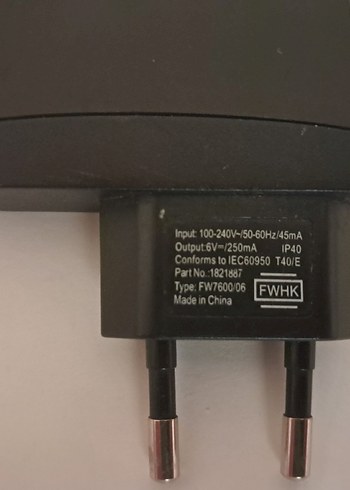 Input: 100-240V~/50-60Hz/45mA
Output:6V⎓/250mA IP40
Conforms to IEC60950 T40/E
Part No.:1821887
Type: FW7600/06
FWHK
Made in China